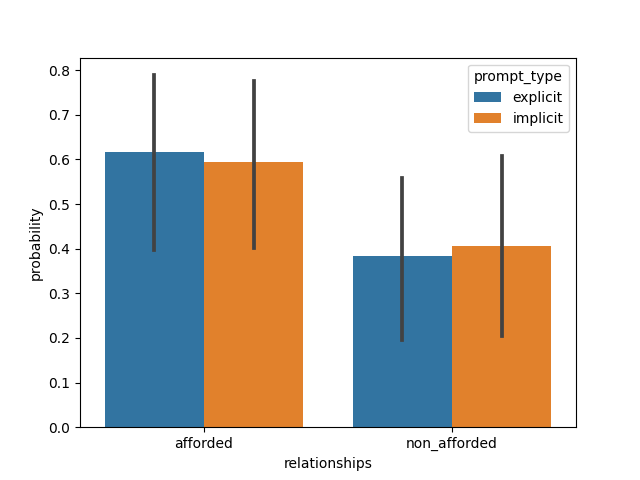 0.8
0.7
0.6
0.5
0.4
0.3
0.2
0.1
0.0
probability
prompt_type
explicit
implicit
afforded
non_afforded
relationships